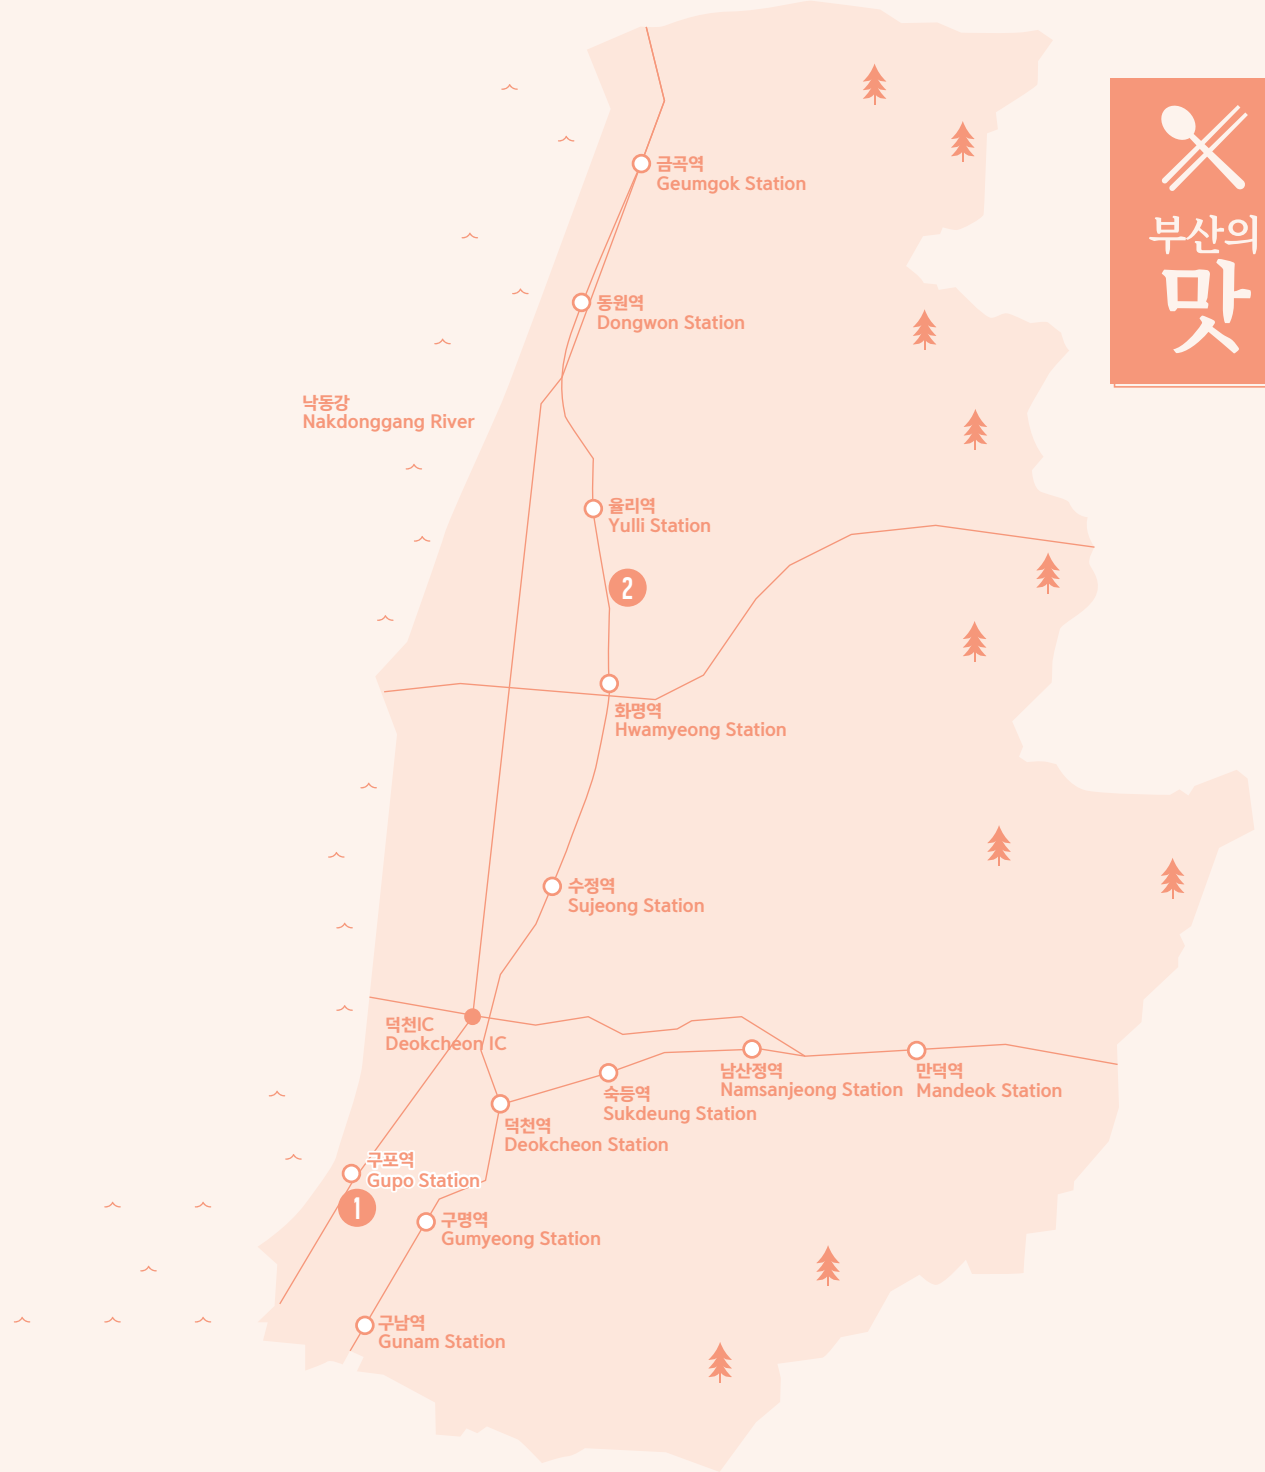 금곡역
Geumgok Station
부산의
맛
동원역
Dongwon Station
낙동강
Nakdonggang River
율리역
Yulli Station
2
화명역
Hwamyeong Station
수정역
Sujeong Station
덕천IC
Deokcheon IC
남산정역
Namsanjeong Station
만덕역
Mandeok Station
숙등역
Sukdeung Station
덕천역
Deokcheon Station
구포역
Gupo Station
1
구명역
Gumyeong Station
구남역
Gunam Station